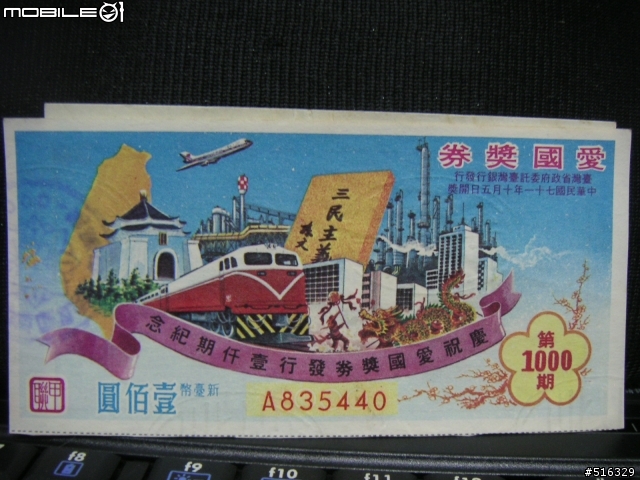 MOBILE01
愛國獎券
臺灣省政府委託臺灣銀行發行
中華民國七十一年十月五日開獎
三民主義
孫文
慶祝愛國獎券發行壹仟期紀念
第
1000
期
新臺幣壹佰圓
A835440
f8
f9
f10
f11
#516329